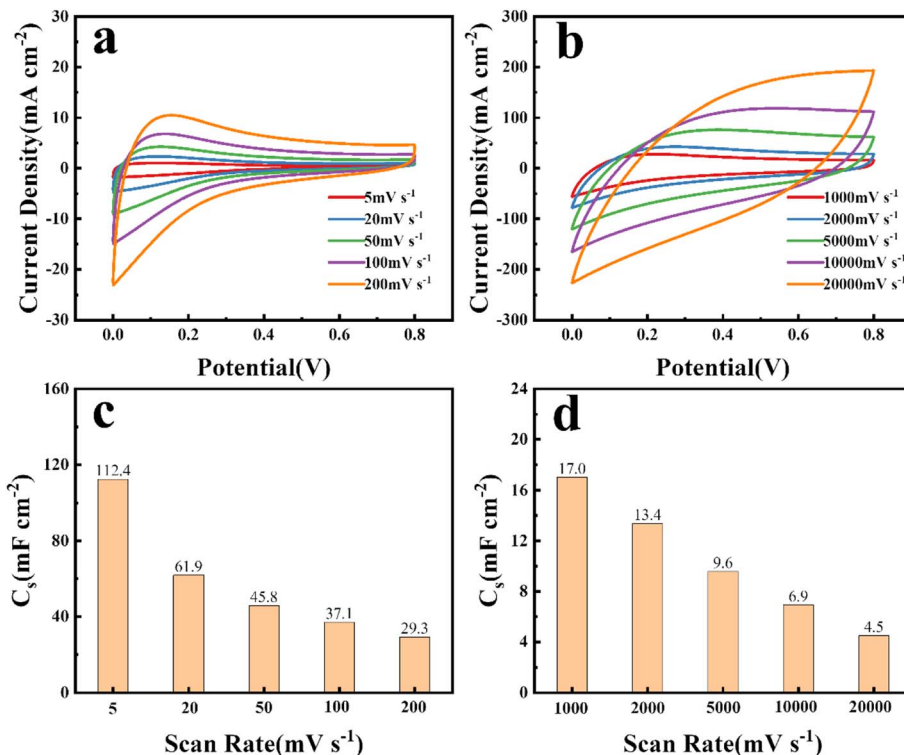 a
Current Density(mA cm⁻²)
30
20
10
0
-10
-20
-30
0.0 0.2 0.4 0.6 0.8
Potential(V)
5mV s⁻¹
20mV s⁻¹
50mV s⁻¹
100mV s⁻¹
200mV s⁻¹
b
Current Density(mA cm⁻²)
300
200
100
0
-100
-200
-300
0.0 0.2 0.4 0.6 0.8
Potential(V)
1000mV s⁻¹
2000mV s⁻¹
5000mV s⁻¹
10000mV s⁻¹
20000mV s⁻¹
c
Cₛ(mF cm⁻²)
160
120
80
40
0
112.4
61.9
45.8
37.1
29.3
5 20 50 100 200
Scan Rate(mV s⁻¹)
d
Cₛ(mF cm⁻²)
24
20
16
12
8
4
0
17.0
13.4
9.6
6.9
4.5
1000 2000 5000 10000 20000
Scan Rate(mV s⁻¹)